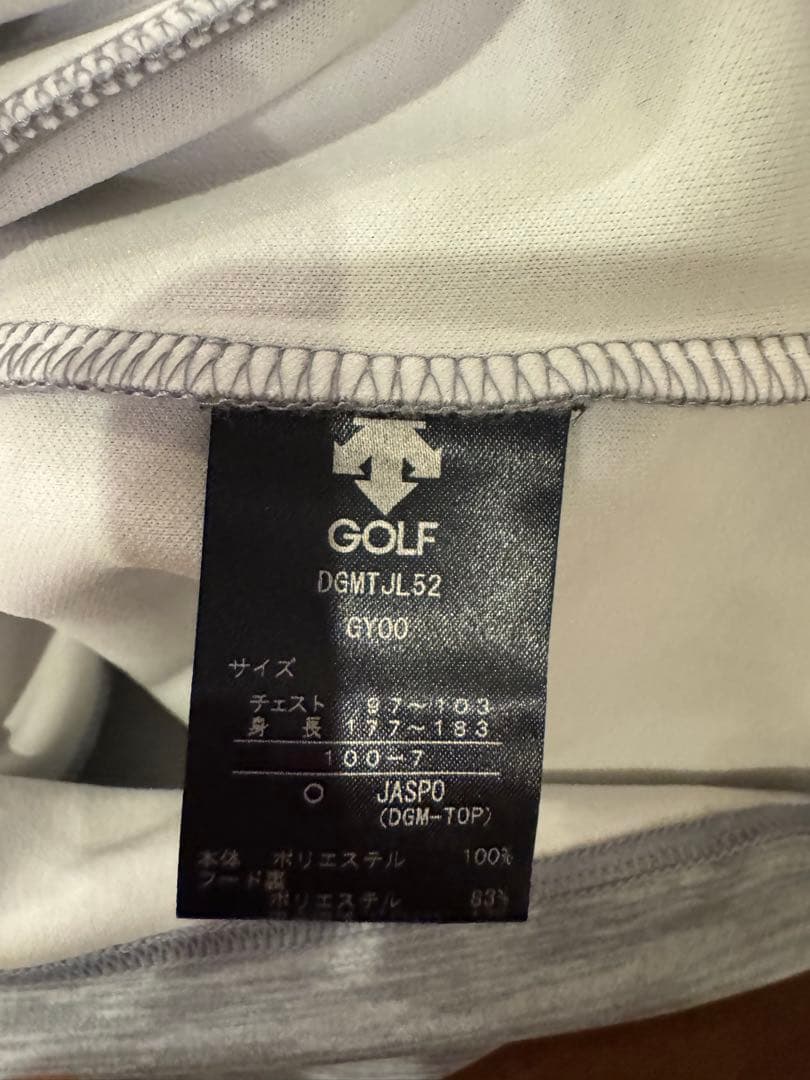 GOLF
DGMTJL52
GY00
サイズ
チェスト 97~103
身長 177~183
100-7
○ JASPO
(DGM-TOP)
本体 ポリエステル 100%
フード裏
ポリエステル 83%